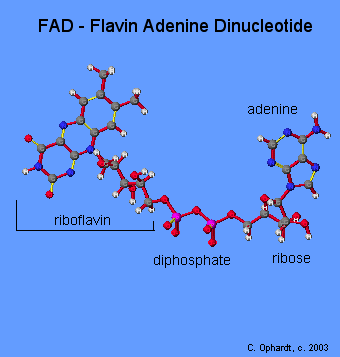 FAD - Flavin Adenine Dinucleotide
adenine
riboflavin
diphosphate
ribose
C. Ophardt, c. 2003